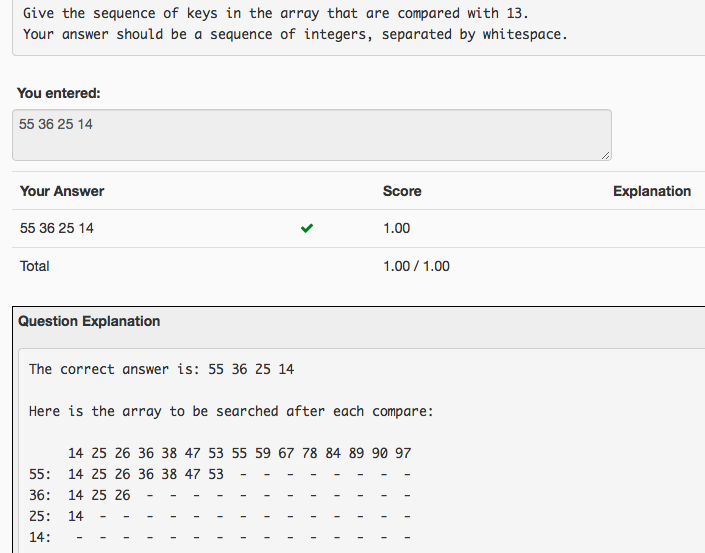 Give the sequence of keys in the array that are compared with 13.
Your answer should be a sequence of integers, separated by whitespace.
You entered:
55 36 25 14
Your Answer Score Explanation
55 36 25 14 ✔ 1.00
Total 1.00 / 1.00
Question Explanation
The correct answer is: 55 36 25 14
Here is the array to be searched after each compare:
14 25 26 36 38 47 53 55 59 67 78 84 89 90 97
55: 14 25 26 36 38 47 53 - - - - - - - -
36: 14 25 26 - - - - - - - - - - - -
25: 14 - - - - - - - - - - - - - -
14: - - - - - - - - - - - - - - -